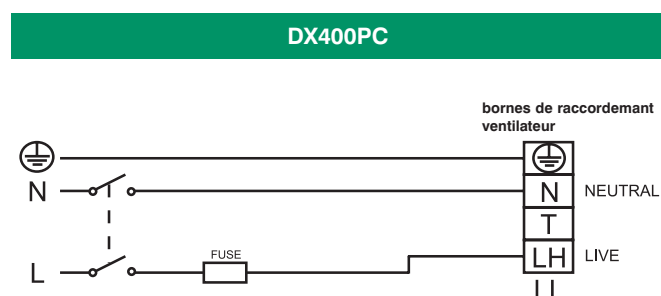 DX400PC
bornes de raccordemant
ventilateur
N
N NEUTRAL
T
FUSE
L
LH LIVE